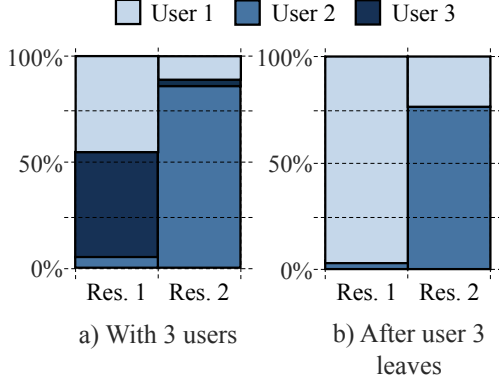 User 1 User 2 User 3
100%
50%
0%
Res. 1 Res. 2
a) With 3 users
100%
50%
0%
Res. 1 Res. 2
b) After user 3
leaves